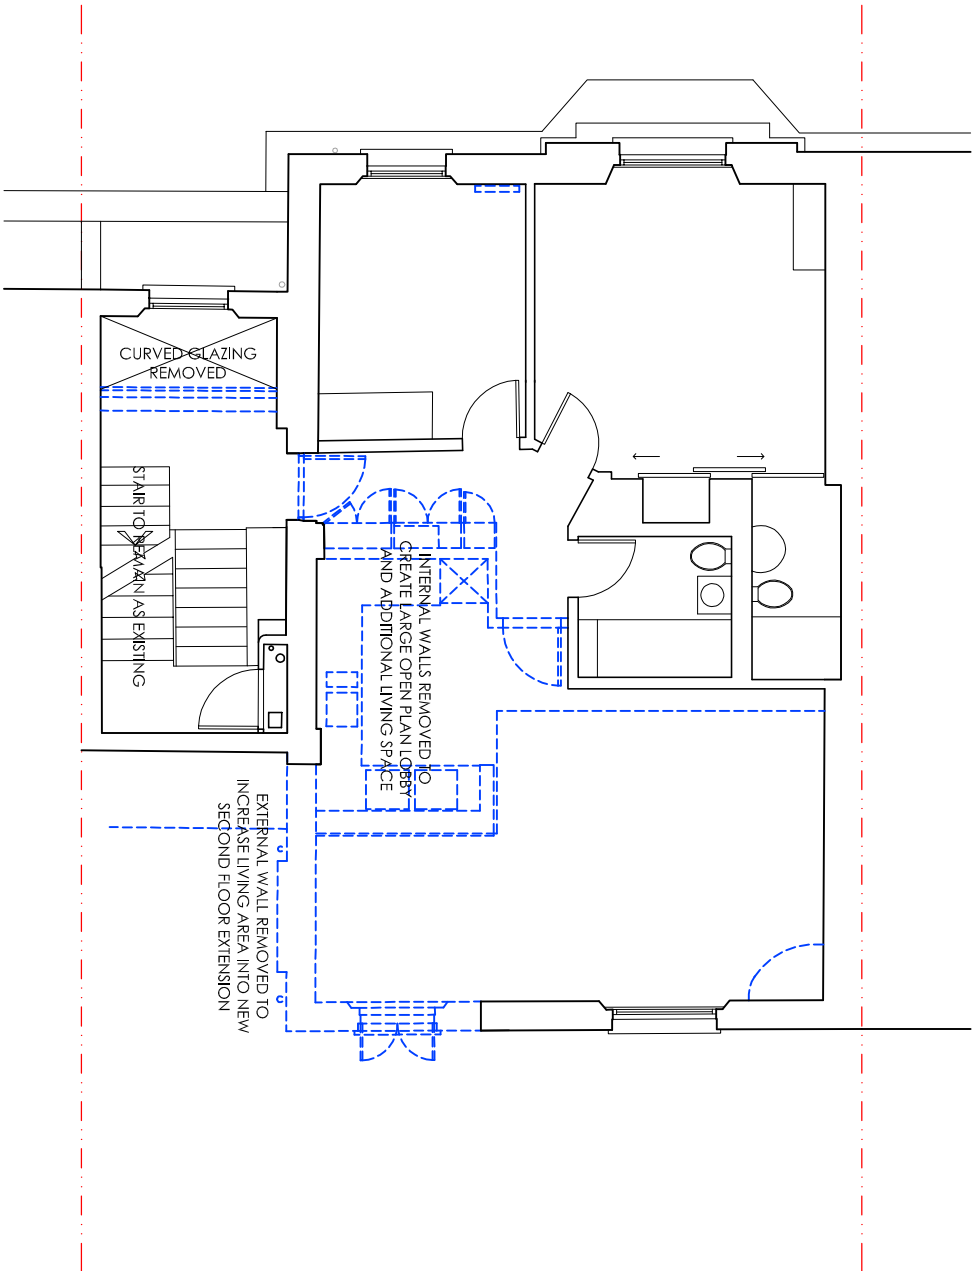 CURVED GLAZING
REMOVED
STAIR TO REMAIN AS EXISTING
INTERNAL WALLS REMOVED TO
CREATE LARGE OPEN PLAN LOBBY
AND ADDITIONAL LIVING SPACE
EXTERNAL WALL REMOVED TO
INCREASE LIVING AREA INTO NEW
SECOND FLOOR EXTENSION